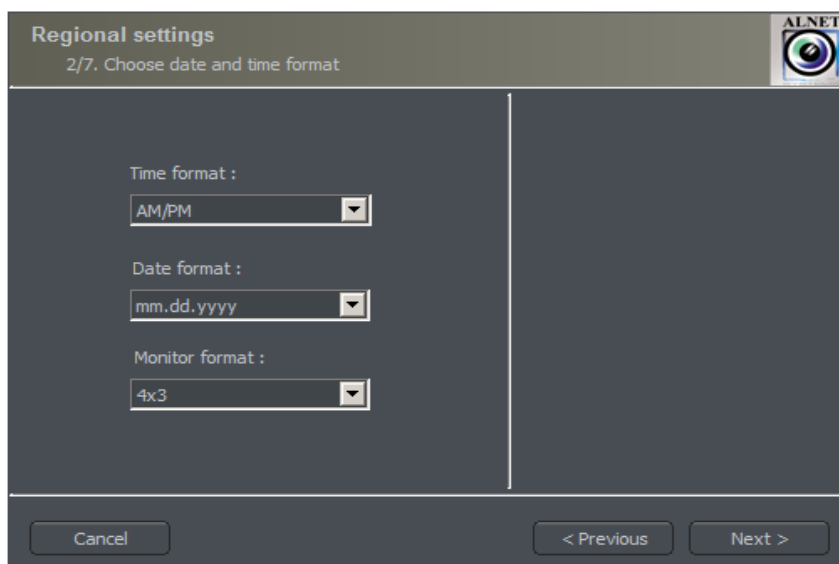 Regional settings
ALNET
2/7. Choose date and time format
Time format :
AM/PM
Date format :
mm.dd.yyyy
Monitor format :
4x3
Cancel
< Previous
Next >